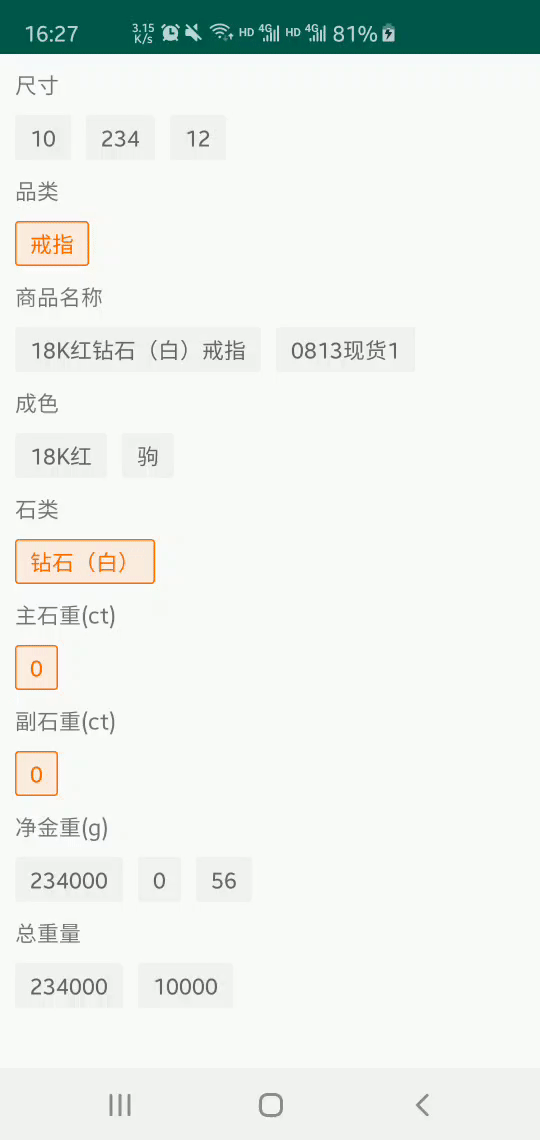 16:27 3.15 K/s HD 4G HD 4G 81%
尺寸
10 234 12
品类
戒指
商品名称
18K红钻石（白）戒指 0813现货1
成色
18K红 驹
石类
钻石（白）
主石重(ct)
0
副石重(ct)
0
净金重(g)
234000 0 56
总重量
234000 10000